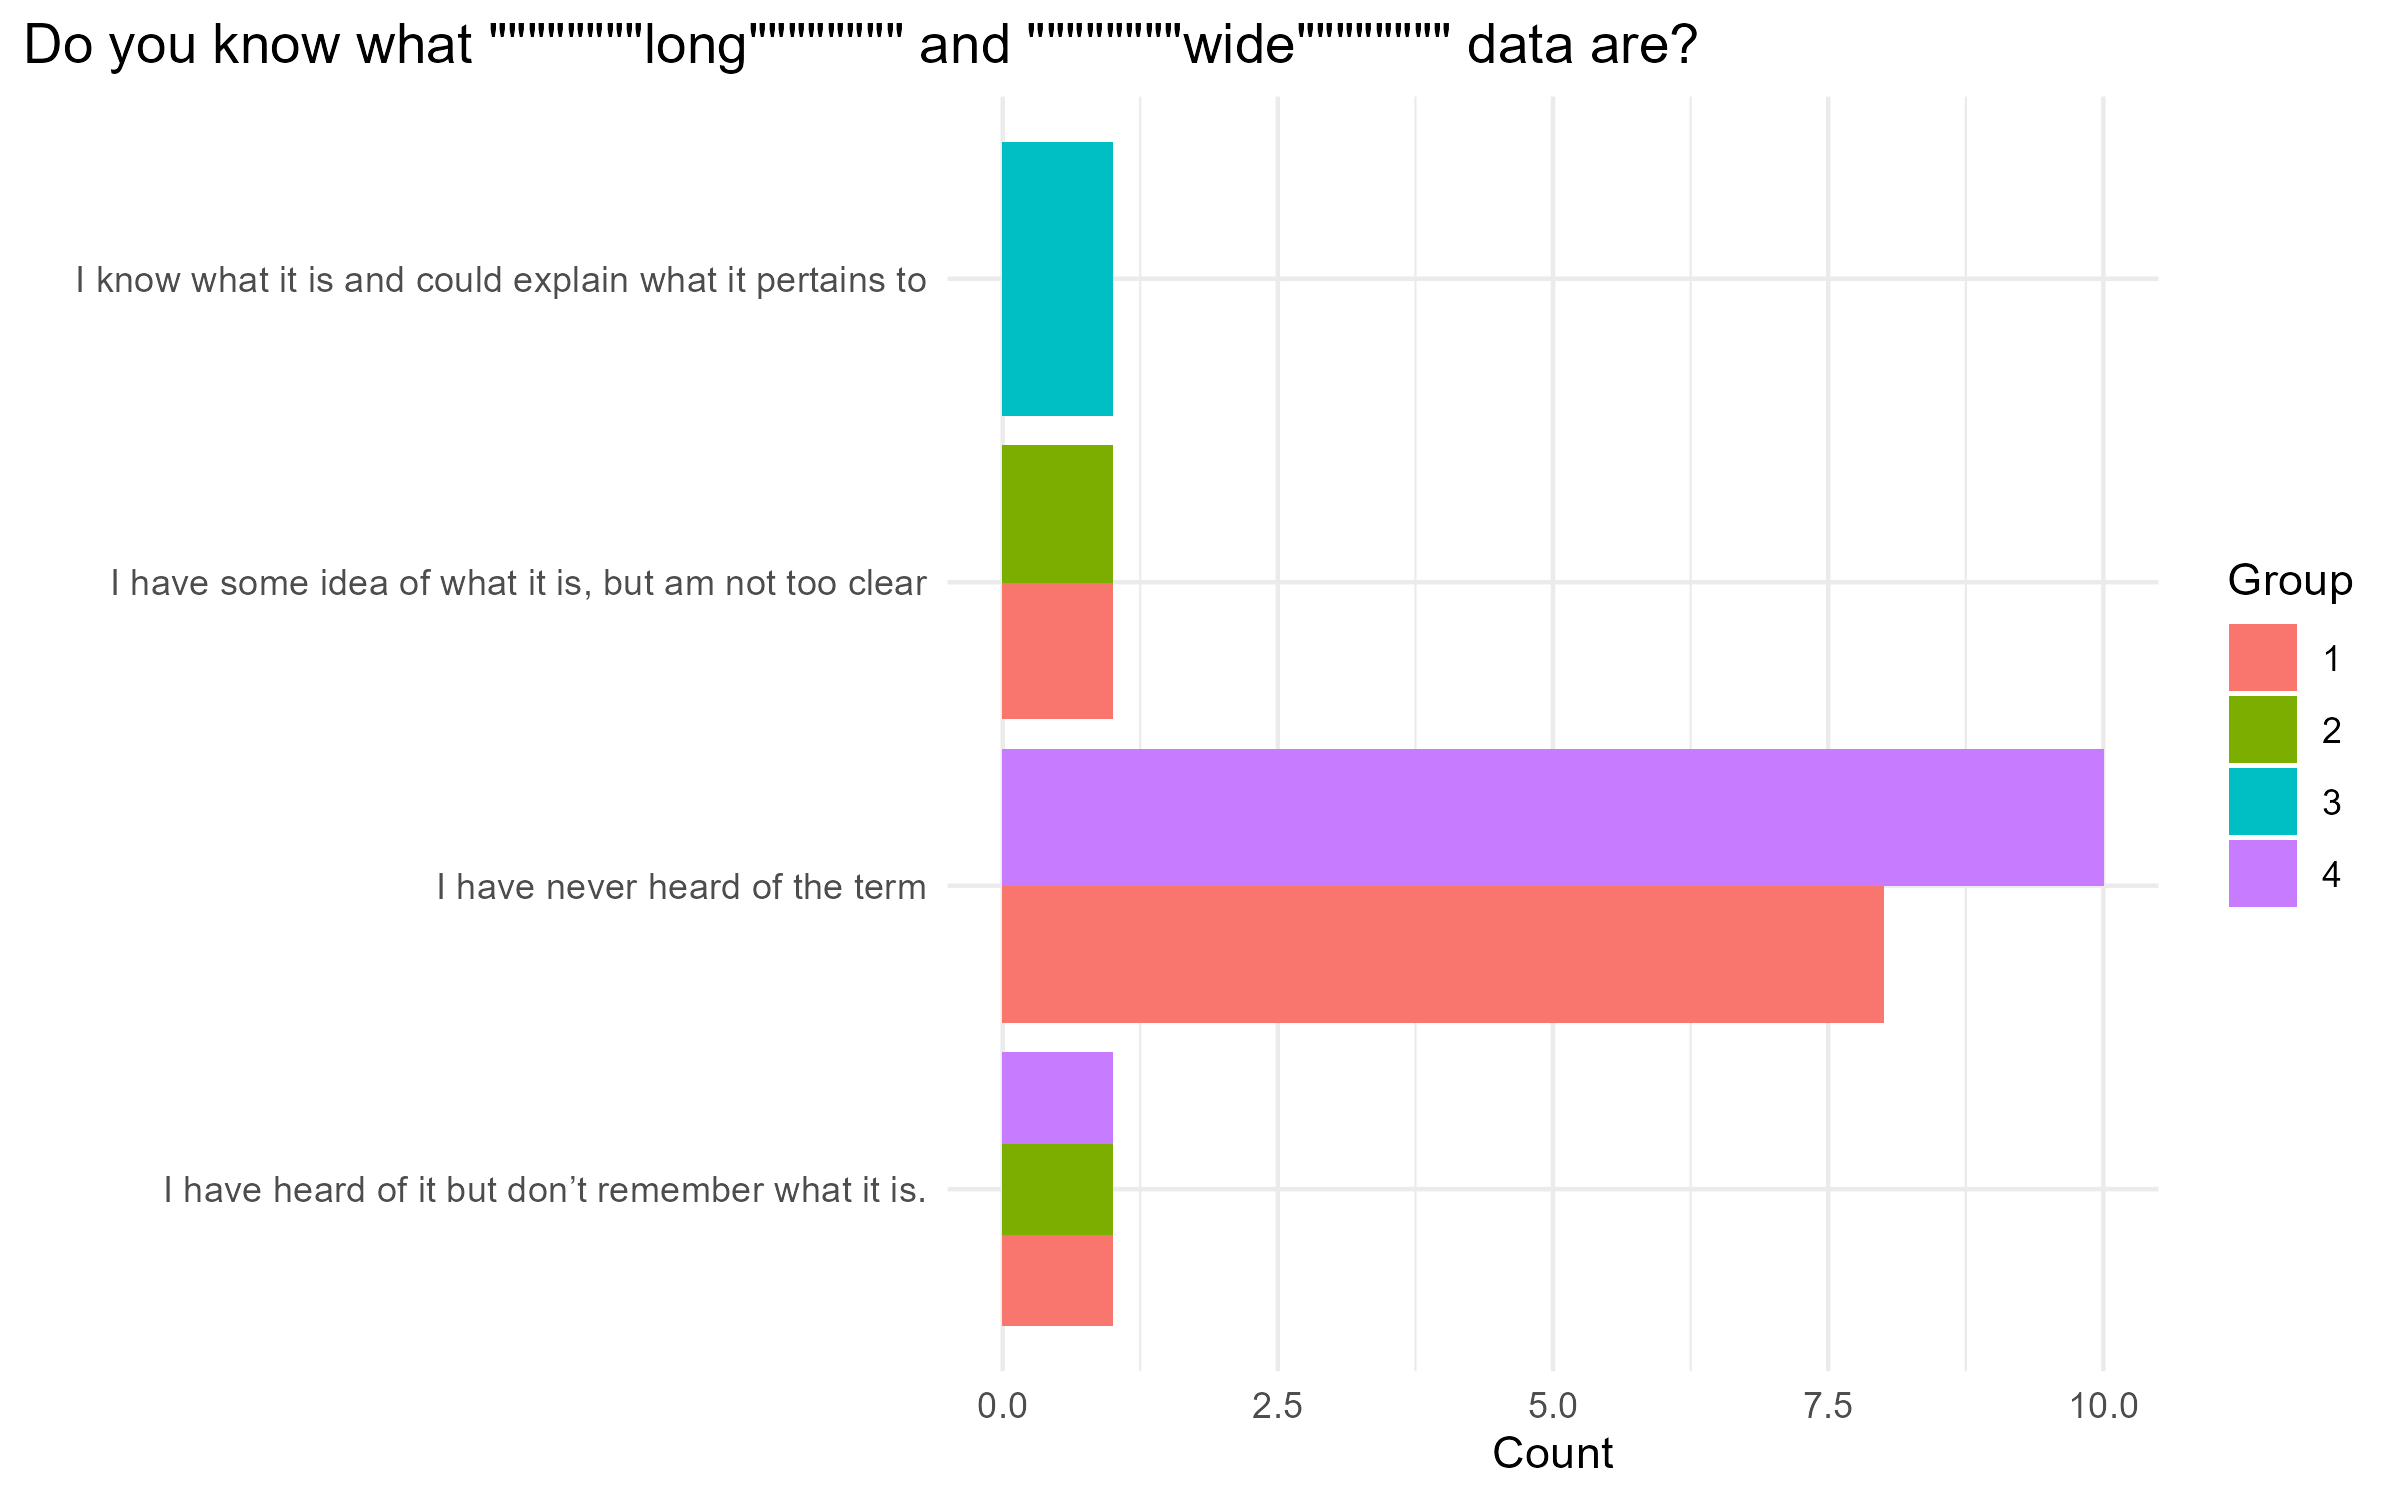 Do you know what """"""""long"""""""" and """"""""wide"""""""" data are?
I know what it is and could explain what it pertains to
I have some idea of what it is, but am not too clear
I have never heard of the term
I have heard of it but don’t remember what it is.
0.0 2.5 5.0 7.5 10.0
Count
Group
1
2
3
4